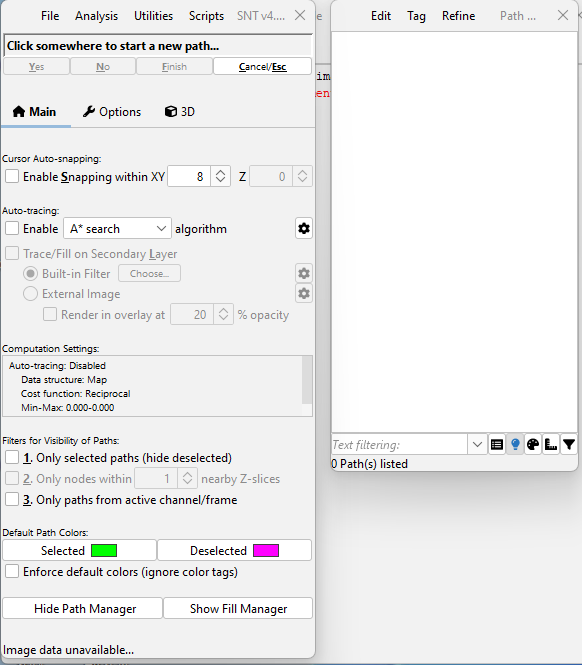 File Analysis Utilities Scripts SNT v4....
Click somewhere to start a new path...
Yes No Finish Cancel/Esc
Main Options 3D
Cursor Auto-snapping:
Enable Snapping within XY 8 Z 0
Auto-tracing:
Enable A* search algorithm
Trace/Fill on Secondary Layer
Built-in Filter Choose...
External Image
Render in overlay at 20 % opacity
Computation Settings:
Auto-tracing: Disabled
Data structure: Map
Cost function: Reciprocal
Min-Max: 0.000-0.000
Filters for Visibility of Paths:
1. Only selected paths (hide deselected)
2. Only nodes within 1 nearby Z-slices
3. Only paths from active channel/frame
Default Path Colors:
Selected Deselected
Enforce default colors (ignore color tags)
Hide Path Manager Show Fill Manager
Image data unavailable...
im
en
Edit Tag Refine Path ...
Text filtering:
0 Path(s) listed